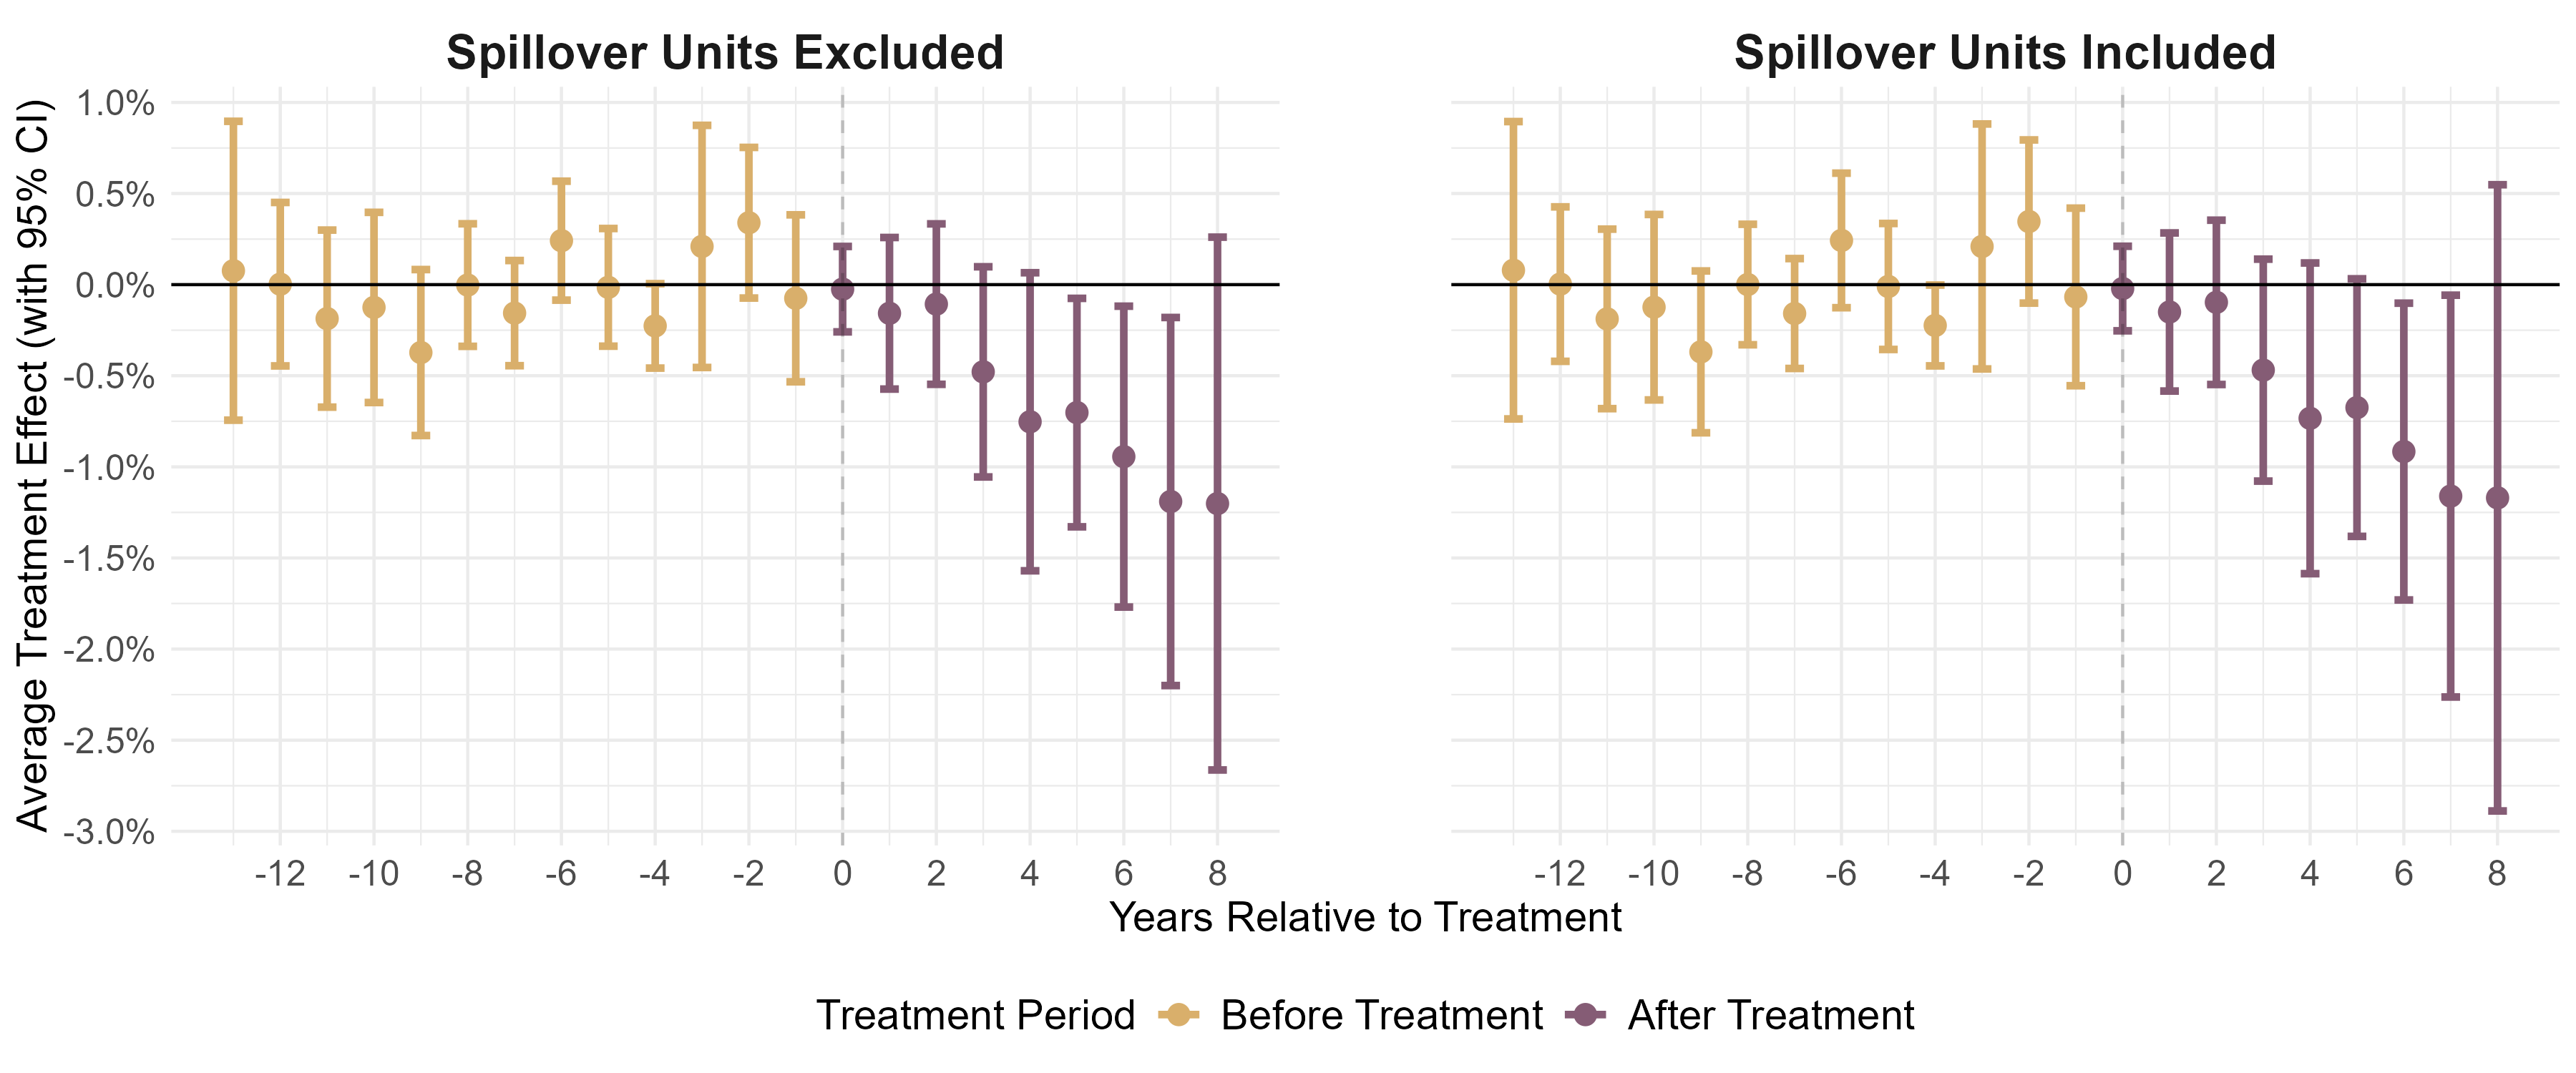 Spillover Units Excluded
Spillover Units Included
Average Treatment Effect (with 95% CI)
1.0%
0.5%
0.0%
-0.5%
-1.0%
-1.5%
-2.0%
-2.5%
-3.0%
-12 -10 -8 -6 -4 -2 0 2 4 6 8
-12 -10 -8 -6 -4 -2 0 2 4 6 8
Years Relative to Treatment
Treatment Period Before Treatment After Treatment